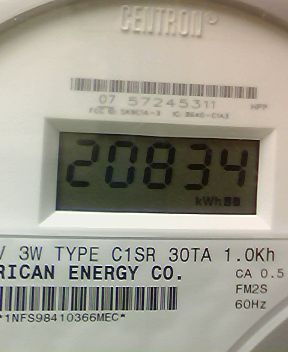 CENTRON®
07 57245311
20834
kWh
3W TYPE C1SR 30TA 1.0Kh
RICAN ENERGY CO.
CA 0.5
FM2S
60Hz
*1NFS98410366MEC*